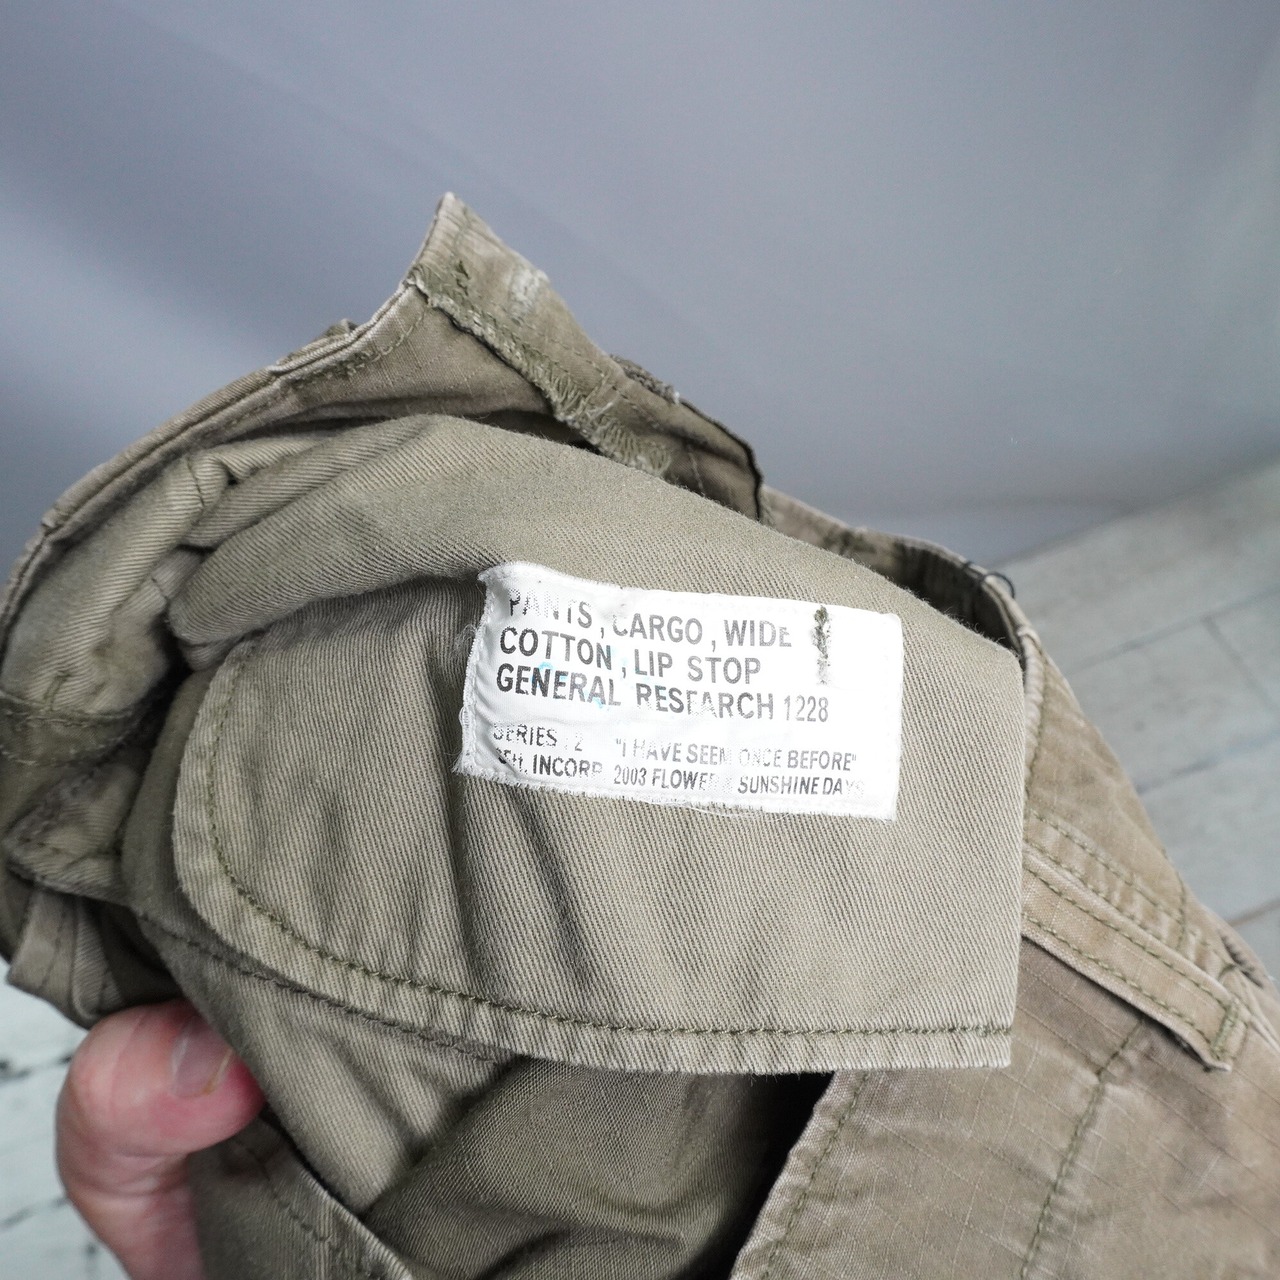 PANTS, CARGO, WIDE
COTTON, LIP STOP
GENERAL RESEARCH 1228
SERIES: 2 "I HAVE SEEN ONCE BEFORE"
INCORP. 2003 FLOWER SUNSHINE DAYS